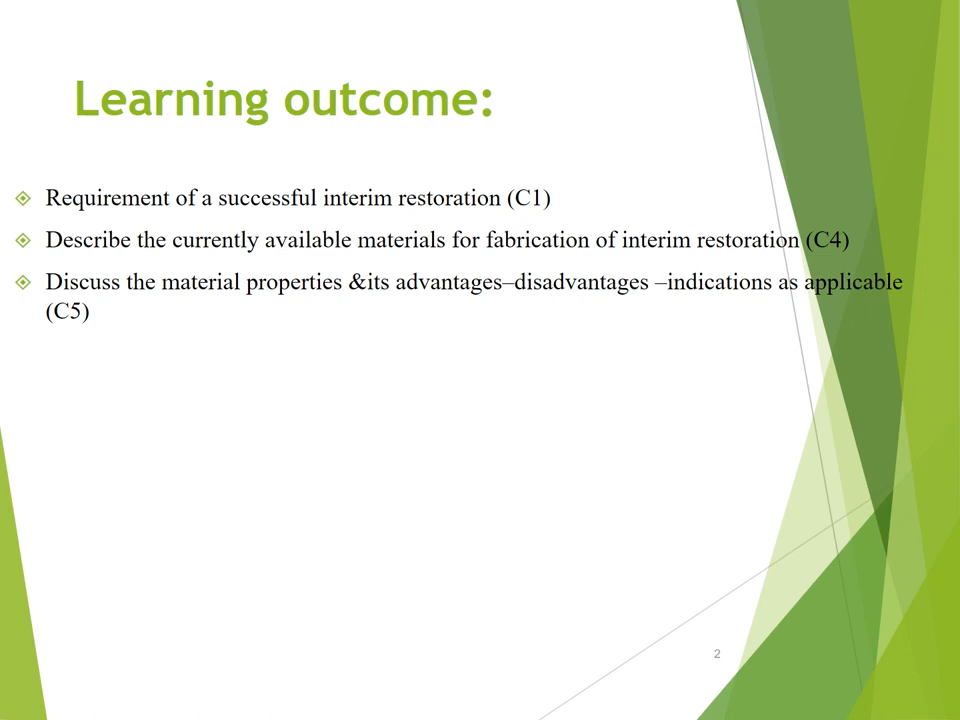 Learning outcome:
Requirement of a successful interim restoration (C1)
Describe the currently available materials for fabrication of interim restoration (C4)
Discuss the material properties &its advantages–disadvantages –indications as applicable
(C5)
2